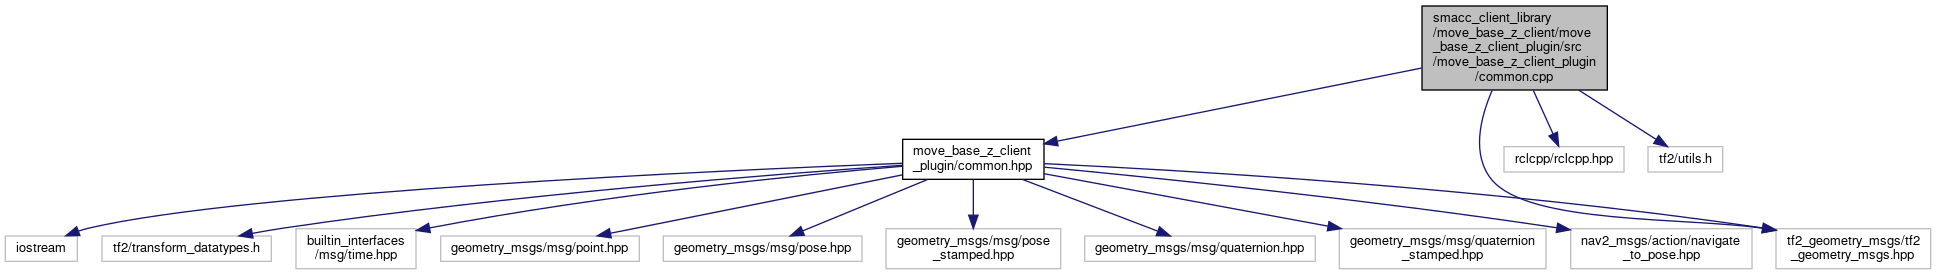 smacc_client_library
/move_base_z_client/move
_base_z_client_plugin/src
/move_base_z_client_plugin
/common.cpp
move_base_z_client
_plugin/common.hpp
rclcpp/rclcpp.hpp
tf2/utils.h
iostream
tf2/transform_datatypes.h
builtin_interfaces
/msg/time.hpp
geometry_msgs/msg/point.hpp
geometry_msgs/msg/pose.hpp
geometry_msgs/msg/pose
_stamped.hpp
geometry_msgs/msg/quaternion.hpp
geometry_msgs/msg/quaternion
_stamped.hpp
nav2_msgs/action/navigate
_to_pose.hpp
tf2_geometry_msgs/tf2
_geometry_msgs.hpp